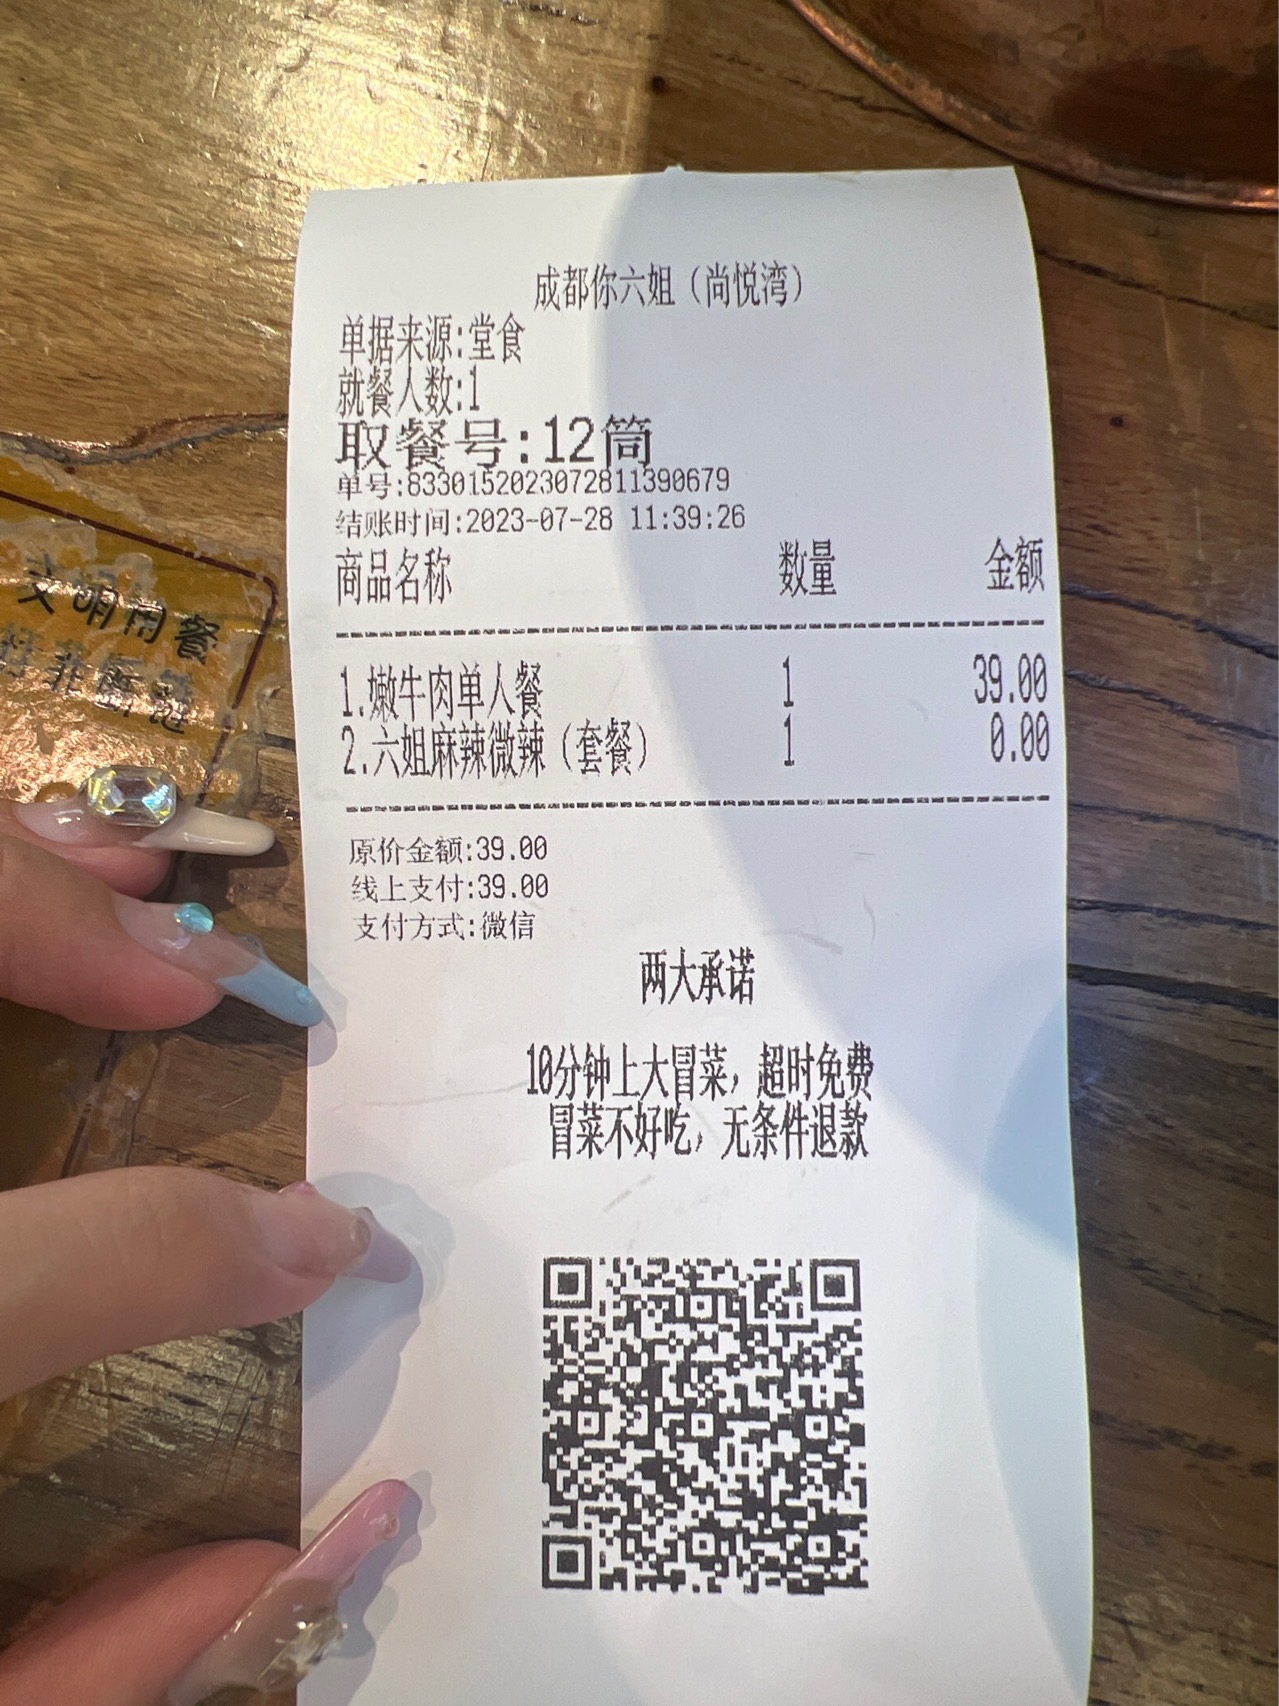 成都你六姐（尚悦湾）
单据来源:堂食
就餐人数:1
取餐号:12筒
单号:8330152023072811390679
结账时间:2023-07-28 11:39:26
商品名称 数量 金额
1.嫩牛肉单人餐 1 39.00
2.六姐麻辣微辣（套餐） 1 0.00
原价金额:39.00
线上支付:39.00
支付方式:微信
两大承诺
10分钟上大冒菜，超时免费
冒菜不好吃，无条件退款
文明用餐